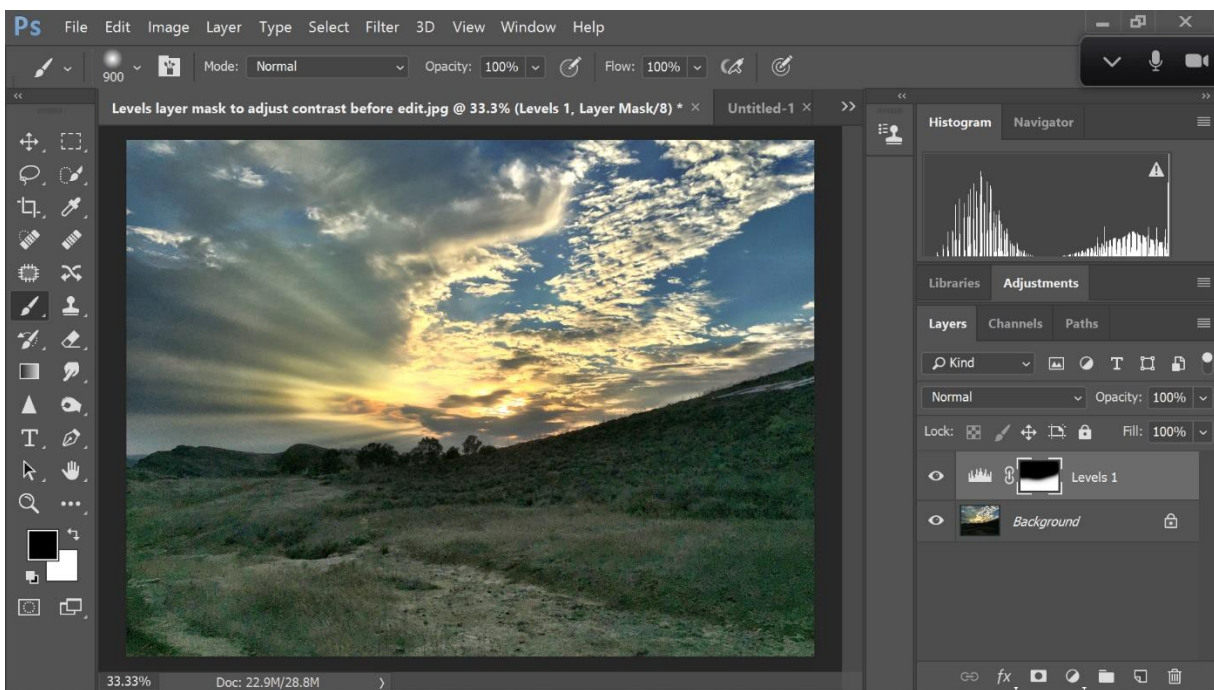 Ps File Edit Image Layer Type Select Filter 3D View Window Help
900 Mode: Normal Opacity: 100% Flow: 100%
Levels layer mask to adjust contrast before edit.jpg @ 33.3% (Levels 1, Layer Mask/8) * × Untitled-1 ×
Histogram Navigator
Libraries Adjustments
Layers Channels Paths
Kind
Normal Opacity: 100%
Lock: Fill: 100%
Levels 1
Background
33.33% Doc: 22.9M/28.8M
fx